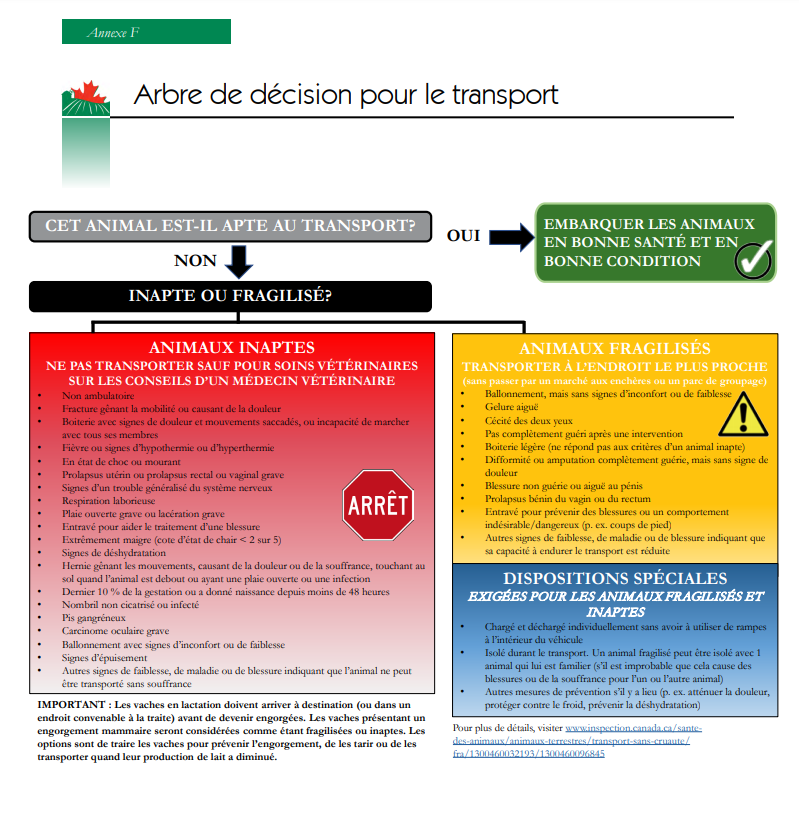 Annexe F
Arbre de décision pour le transport
CET ANIMAL EST-IL APTE AU TRANSPORT?
OUI
EMBARQUER LES ANIMAUX
EN BONNE SANTÉ ET EN
BONNE CONDITION
NON
INAPTE OU FRAGILISÉ?
ANIMAUX INAPTES
NE PAS TRANSPORTER SAUF POUR SOINS VÉTÉRINAIRES
SUR LES CONSEILS D'UN MÉDECIN VÉTÉRINAIRE
• Non ambulatoire
• Fracture gênant la mobilité ou causant de la douleur
• Boiterie avec signes de douleur et mouvements saccadés, ou incapacité de marcher
avec tous ses membres
• Fièvre ou signes d'hypothermie ou d'hyperthermie
• En état de choc ou mourant
• Prolapsus utérin ou prolapsus rectal ou vaginal grave
• Signes d'un trouble généralisé du système nerveux
• Respiration laborieuse
• Plaie ouverte grave ou lacération grave
• Entravé pour aider le traitement d'une blessure
• Extrêmement maigre (cote d'état de chair < 2 sur 5)
• Signes de déshydratation
• Hernie gênant les mouvements, causant de la douleur ou de la souffrance, touchant au
sol quand l'animal est debout ou ayant une plaie ouverte ou une infection
• Dernier 10 % de la gestation ou a donné naissance depuis moins de 48 heures
• Nombril non cicatrisé ou infecté
• Pis gangréneux
• Carcinome oculaire grave
• Ballonnement avec signes d'inconfort ou de faiblesse
• Signes d'épuisement
• Autres signes de faiblesse, de maladie ou de blessure indiquant que l'animal ne peut
être transporté sans souffrance
ARRÊT
IMPORTANT : Les vaches en lactation doivent arriver à destination (ou dans un
endroit convenable à la traite) avant de devenir engorgées. Les vaches présentant un
engorgement mammaire seront considérées comme étant fragilisées ou inaptes. Les
options sont de traire les vaches pour prévenir l'engorgement, de les tarir ou de les
transporter quand leur production de lait a diminué.
ANIMAUX FRAGILISÉS
TRANSPORTER À L'ENDROIT LE PLUS PROCHE
(sans passer par un marché aux enchères ou un parc de groupage)
• Ballonnement, mais sans signes d'inconfort ou de faiblesse
• Gelure aiguë
• Cécité des deux yeux
• Pas complètement guéri après une intervention
• Boiterie légère (ne répond pas aux critères d'un animal inapte)
• Difformité ou amputation complètement guérie, mais sans signe de
douleur
• Blessure non guérie ou aiguë au pénis
• Prolapsus bénin du vagin ou du rectum
• Entravé pour prévenir des blessures ou un comportement
indésirable/dangereux (p. ex. coups de pied)
• Autres signes de faiblesse, de maladie ou de blessure indiquant que
sa capacité à endurer le transport est réduite
DISPOSITIONS SPÉCIALES
EXIGÉES POUR LES ANIMAUX FRAGILISÉS ET
INAPTES
• Chargé et déchargé individuellement sans avoir à utiliser de rampes
à l'intérieur du véhicule
• Isolé durant le transport. Un animal fragilisé peut être isolé avec 1
animal qui lui est familier (s'il est improbable que cela cause des
blessures ou de la souffrance pour l'un ou l'autre animal)
• Autres mesures de prévention s'il y a lieu (p. ex. atténuer la douleur,
protéger contre le froid, prévenir la déshydratation)
Pour plus de détails, visiter www.inspection.canada.ca/sante-
des-animaux/animaux-terrestres/transport-sans-cruaute/
fra/1300460032193/1300460096845